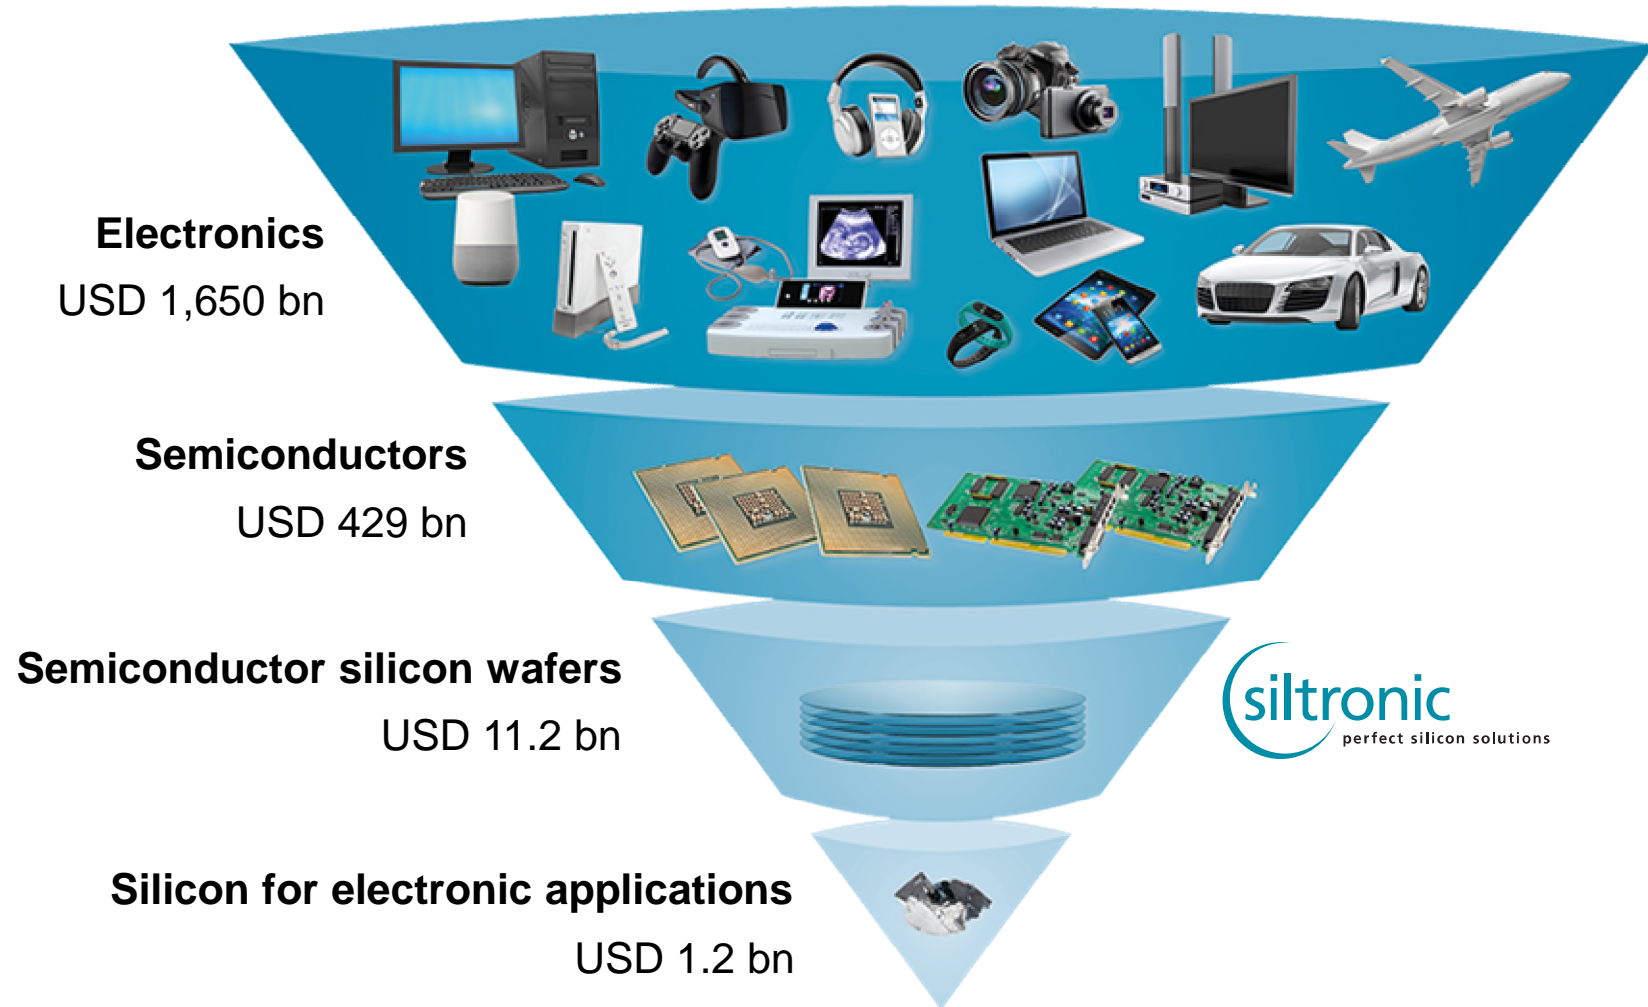 Electronics
USD 1,650 bn
Semiconductors
USD 429 bn
Semiconductor silicon wafers
USD 11.2 bn
siltronic
perfect silicon solutions
Silicon for electronic applications
USD 1.2 bn